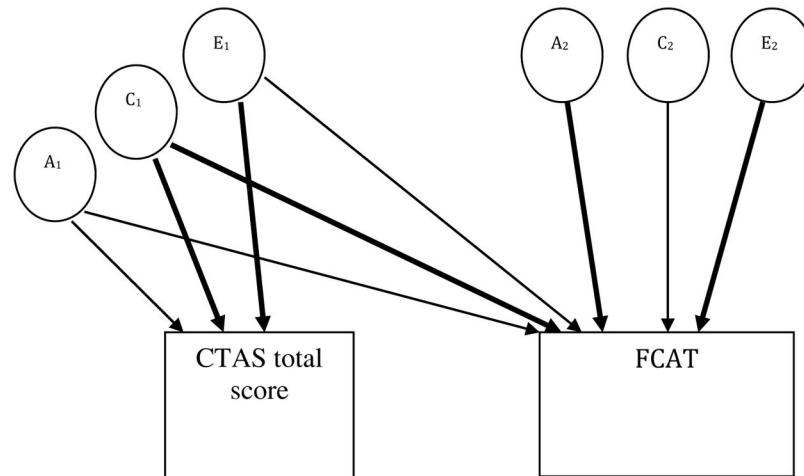 E₁
A₂
C₂
E₂
C₁
A₁
CTAS total
score
FCAT